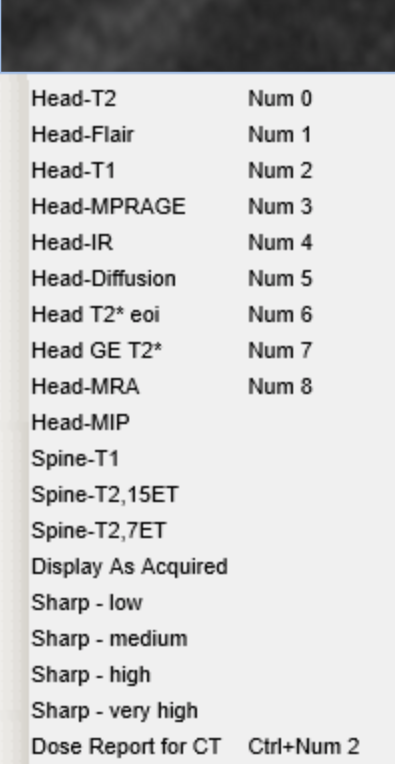 Head-T2 Num 0
Head-Flair Num 1
Head-T1 Num 2
Head-MPRAGE Num 3
Head-IR Num 4
Head-Diffusion Num 5
Head T2* eoi Num 6
Head GE T2* Num 7
Head-MRA Num 8
Head-MIP
Spine-T1
Spine-T2,15ET
Spine-T2,7ET
Display As Acquired
Sharp - low
Sharp - medium
Sharp - high
Sharp - very high
Dose Report for CT Ctrl+Num 2